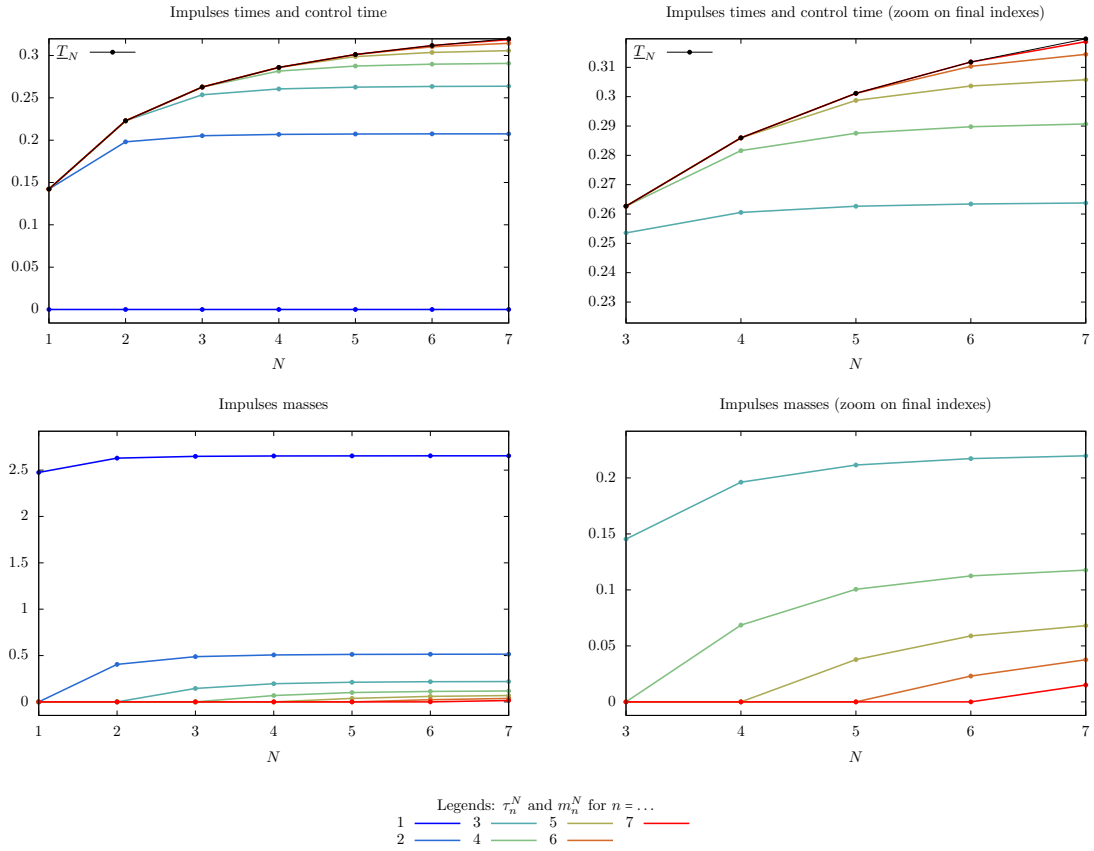 Impulses times and control time
T_N
0.3
0.25
0.2
0.15
0.1
0.05
0
1 2 3 4 5 6 7
N
Impulses times and control time (zoom on final indexes)
T_N
0.31
0.3
0.29
0.28
0.27
0.26
0.25
0.24
0.23
3 4 5 6 7
N
Impulses masses
2.5
2
1.5
1
0.5
0
1 2 3 4 5 6 7
N
Impulses masses (zoom on final indexes)
0.2
0.15
0.1
0.05
0
3 4 5 6 7
N
Legends: τ_n^N and m_n^N for n = …
1 3 5 7
2 4 6